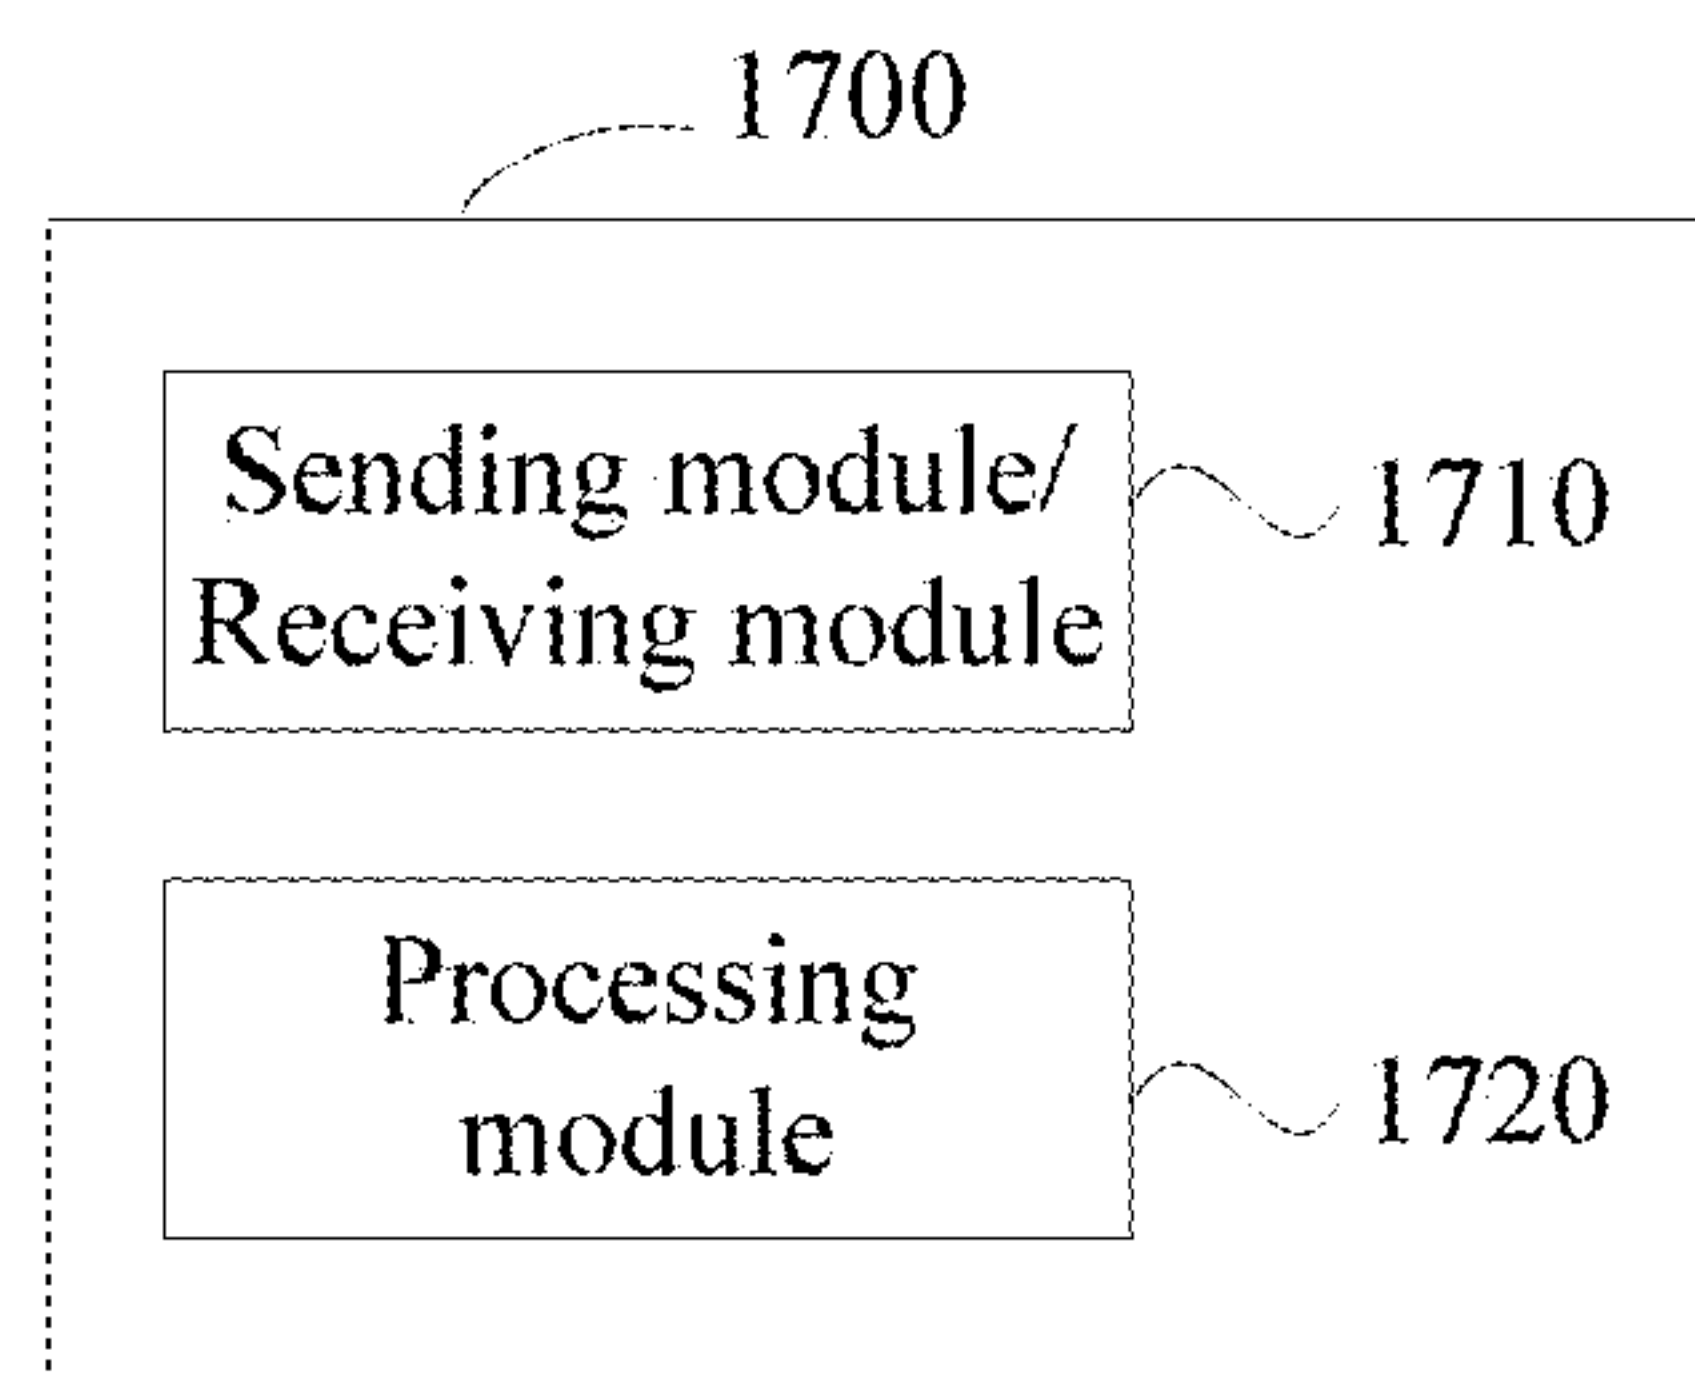 1700
Sending module/
Receiving module
1710
Processing
module
1720